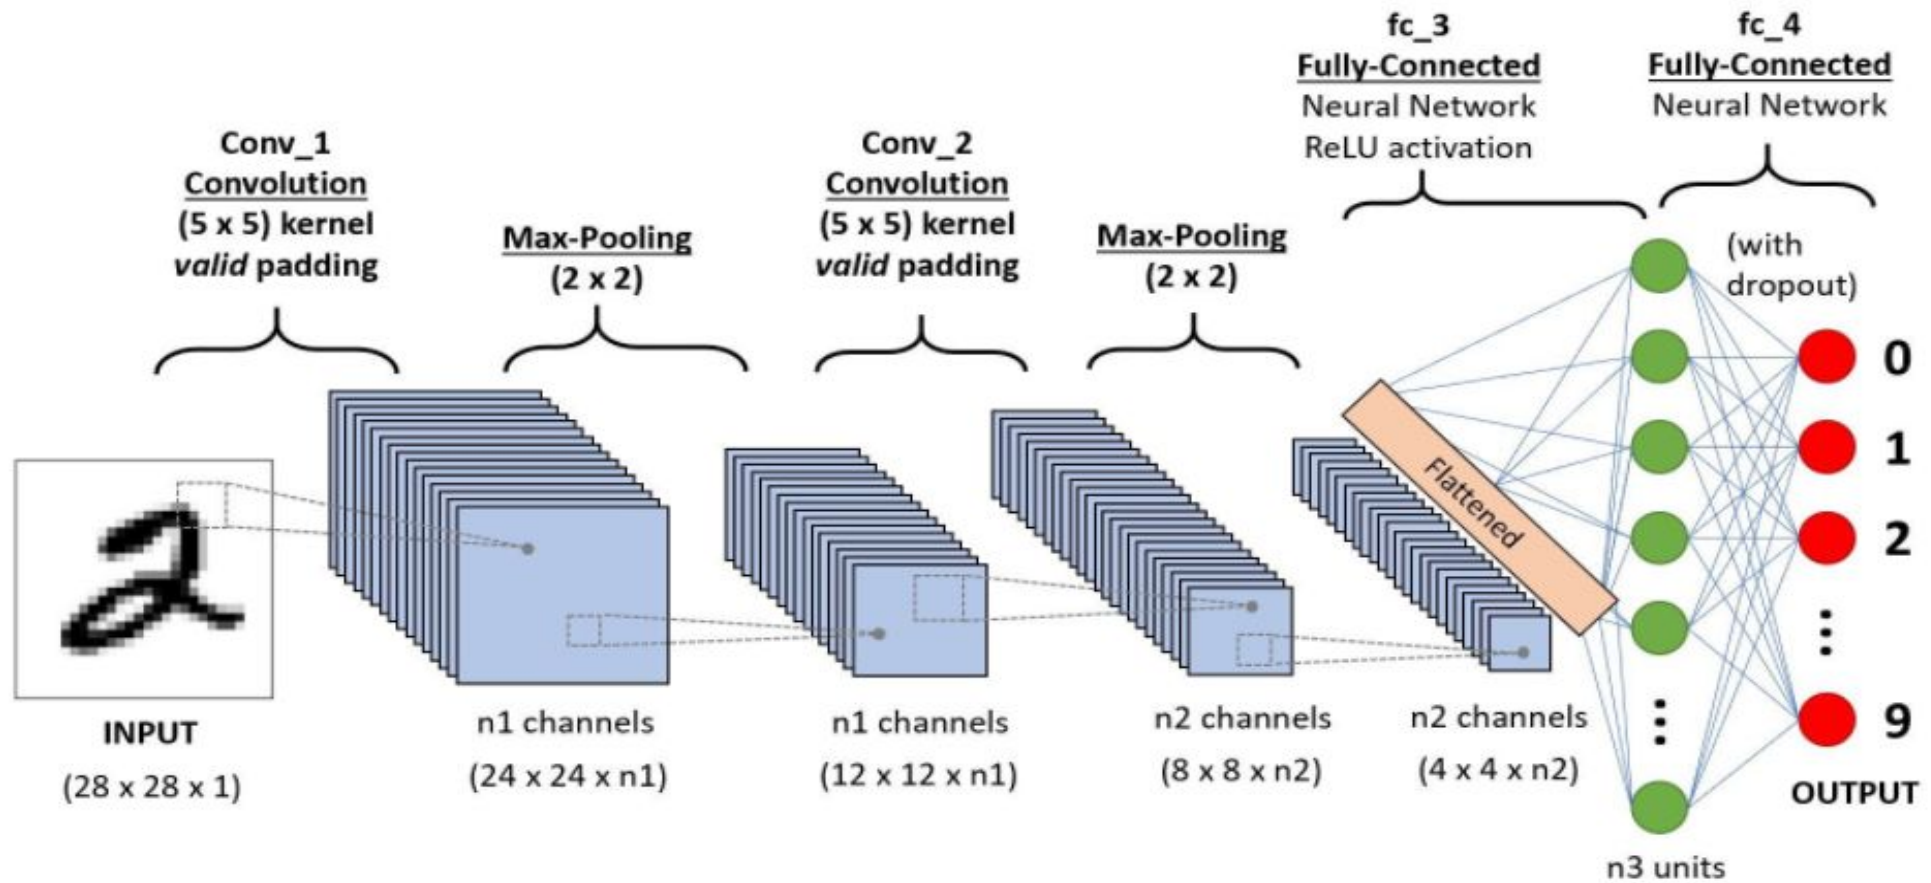 Conv_1
Convolution
(5 x 5) kernel
valid padding
Max-Pooling
(2 x 2)
Conv_2
Convolution
(5 x 5) kernel
valid padding
Max-Pooling
(2 x 2)
fc_3
Fully-Connected
Neural Network
ReLU activation
fc_4
Fully-Connected
Neural Network
(with
dropout)
2
INPUT
(28 x 28 x 1)
n1 channels
(24 x 24 x n1)
n1 channels
(12 x 12 x n1)
n2 channels
(8 x 8 x n2)
n2 channels
(4 x 4 x n2)
Flattened
n3 units
0
1
2
9
OUTPUT